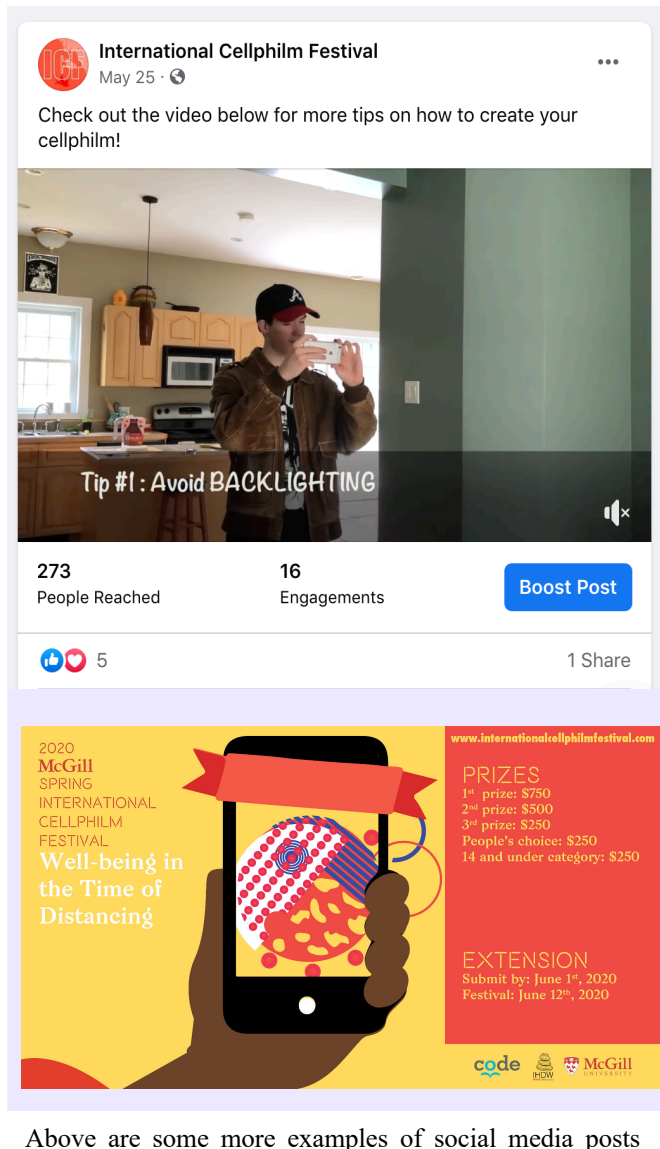 ICF
International Cellphilm Festival
May 25 ·
Check out the video below for more tips on how to create your
cellphilm!
A
Tip #1 : Avoid BACKLIGHTING
273
People Reached
16
Engagements
Boost Post
5
1 Share
2020
McGill
SPRING
INTERNATIONAL
CELLPHILM
FESTIVAL
Well-being in
the Time of
Distancing
www.internationalcellphilmfestival.com
PRIZES
1st prize: $750
2nd prize: $500
3rd prize: $250
People's choice: $250
14 and under category: $250
EXTENSION
Submit by: June 1st, 2020
Festival: June 12th, 2020
code
IHDW
McGill
UNIVERSITY
Above are some more examples of social media posts